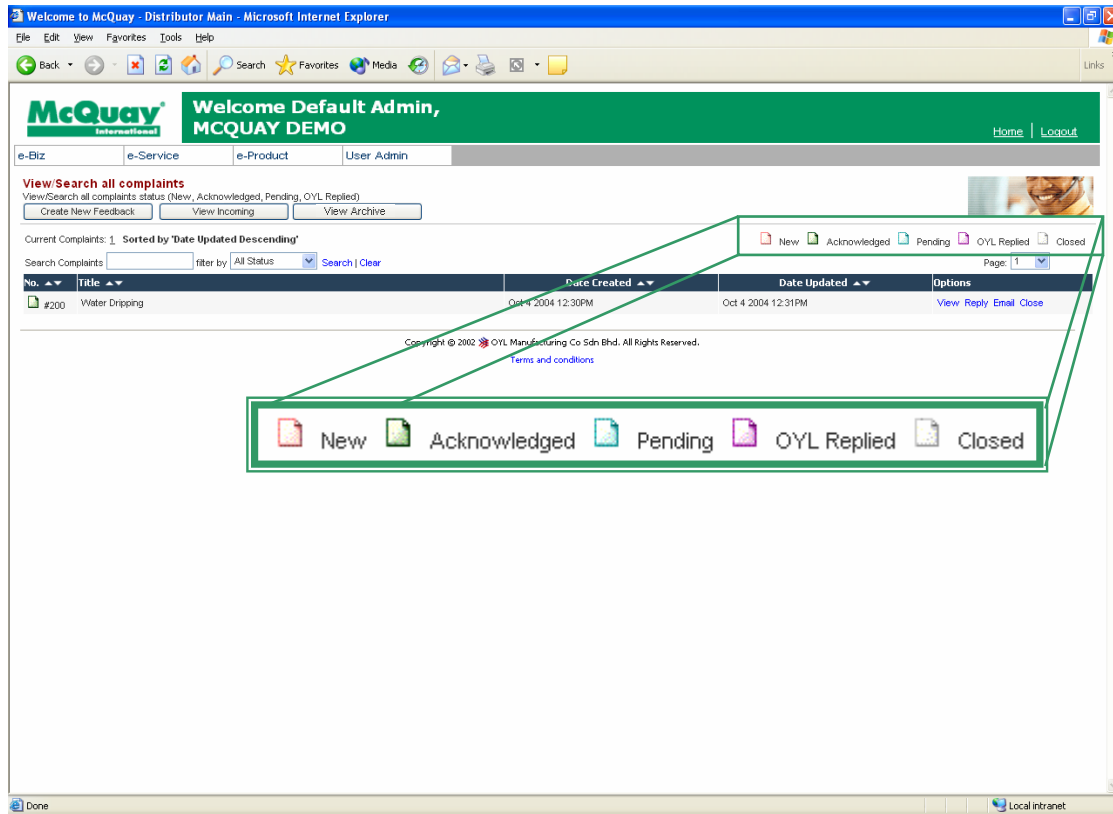 Welcome to McQuay - Distributor Main - Microsoft Internet Explorer
File Edit View Favorites Tools Help
Back Search Favorites Media Links
McQuay International
Welcome Default Admin,
MCQUAY DEMO
Home | Logout
e-Biz e-Service e-Product User Admin
View/Search all complaints
View/Search all complaints status (New, Acknowledged, Pending, OYL Replied)
Create New Feedback View Incoming View Archive
Current Complaints: 1 Sorted by 'Date Updated Descending'
New Acknowledged Pending OYL Replied Closed
Search Complaints filter by All Status Search | Clear Page: 1
No. Title Date Created Date Updated Options
#200 Water Dripping Oct 4 2004 12:30PM Oct 4 2004 12:31PM View Reply Email Close
Copyright © 2002 OYL Manufacturing Co Sdn Bhd. All Rights Reserved.
Terms and conditions
New Acknowledged Pending OYL Replied Closed
Done Local intranet